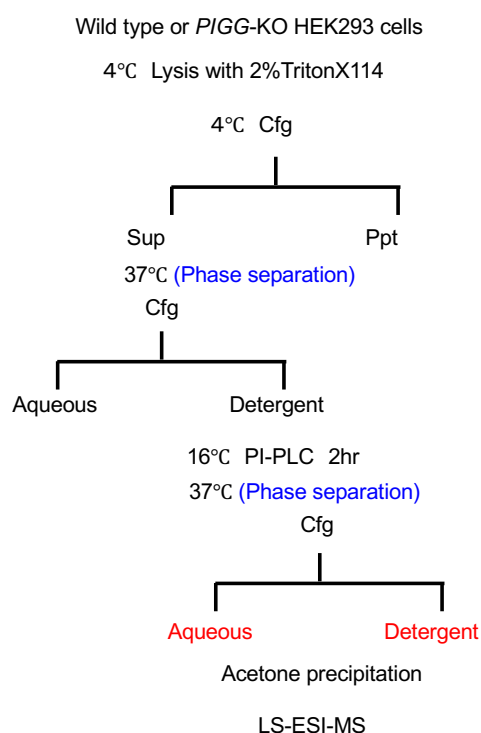 Wild type or PIGG-KO HEK293 cells
4℃ Lysis with 2%TritonX114
4℃ Cfg
Sup Ppt
37℃ (Phase separation)
Cfg
Aqueous Detergent
16℃ PI-PLC 2hr
37℃ (Phase separation)
Cfg
Aqueous Detergent
Acetone precipitation
LS-ESI-MS